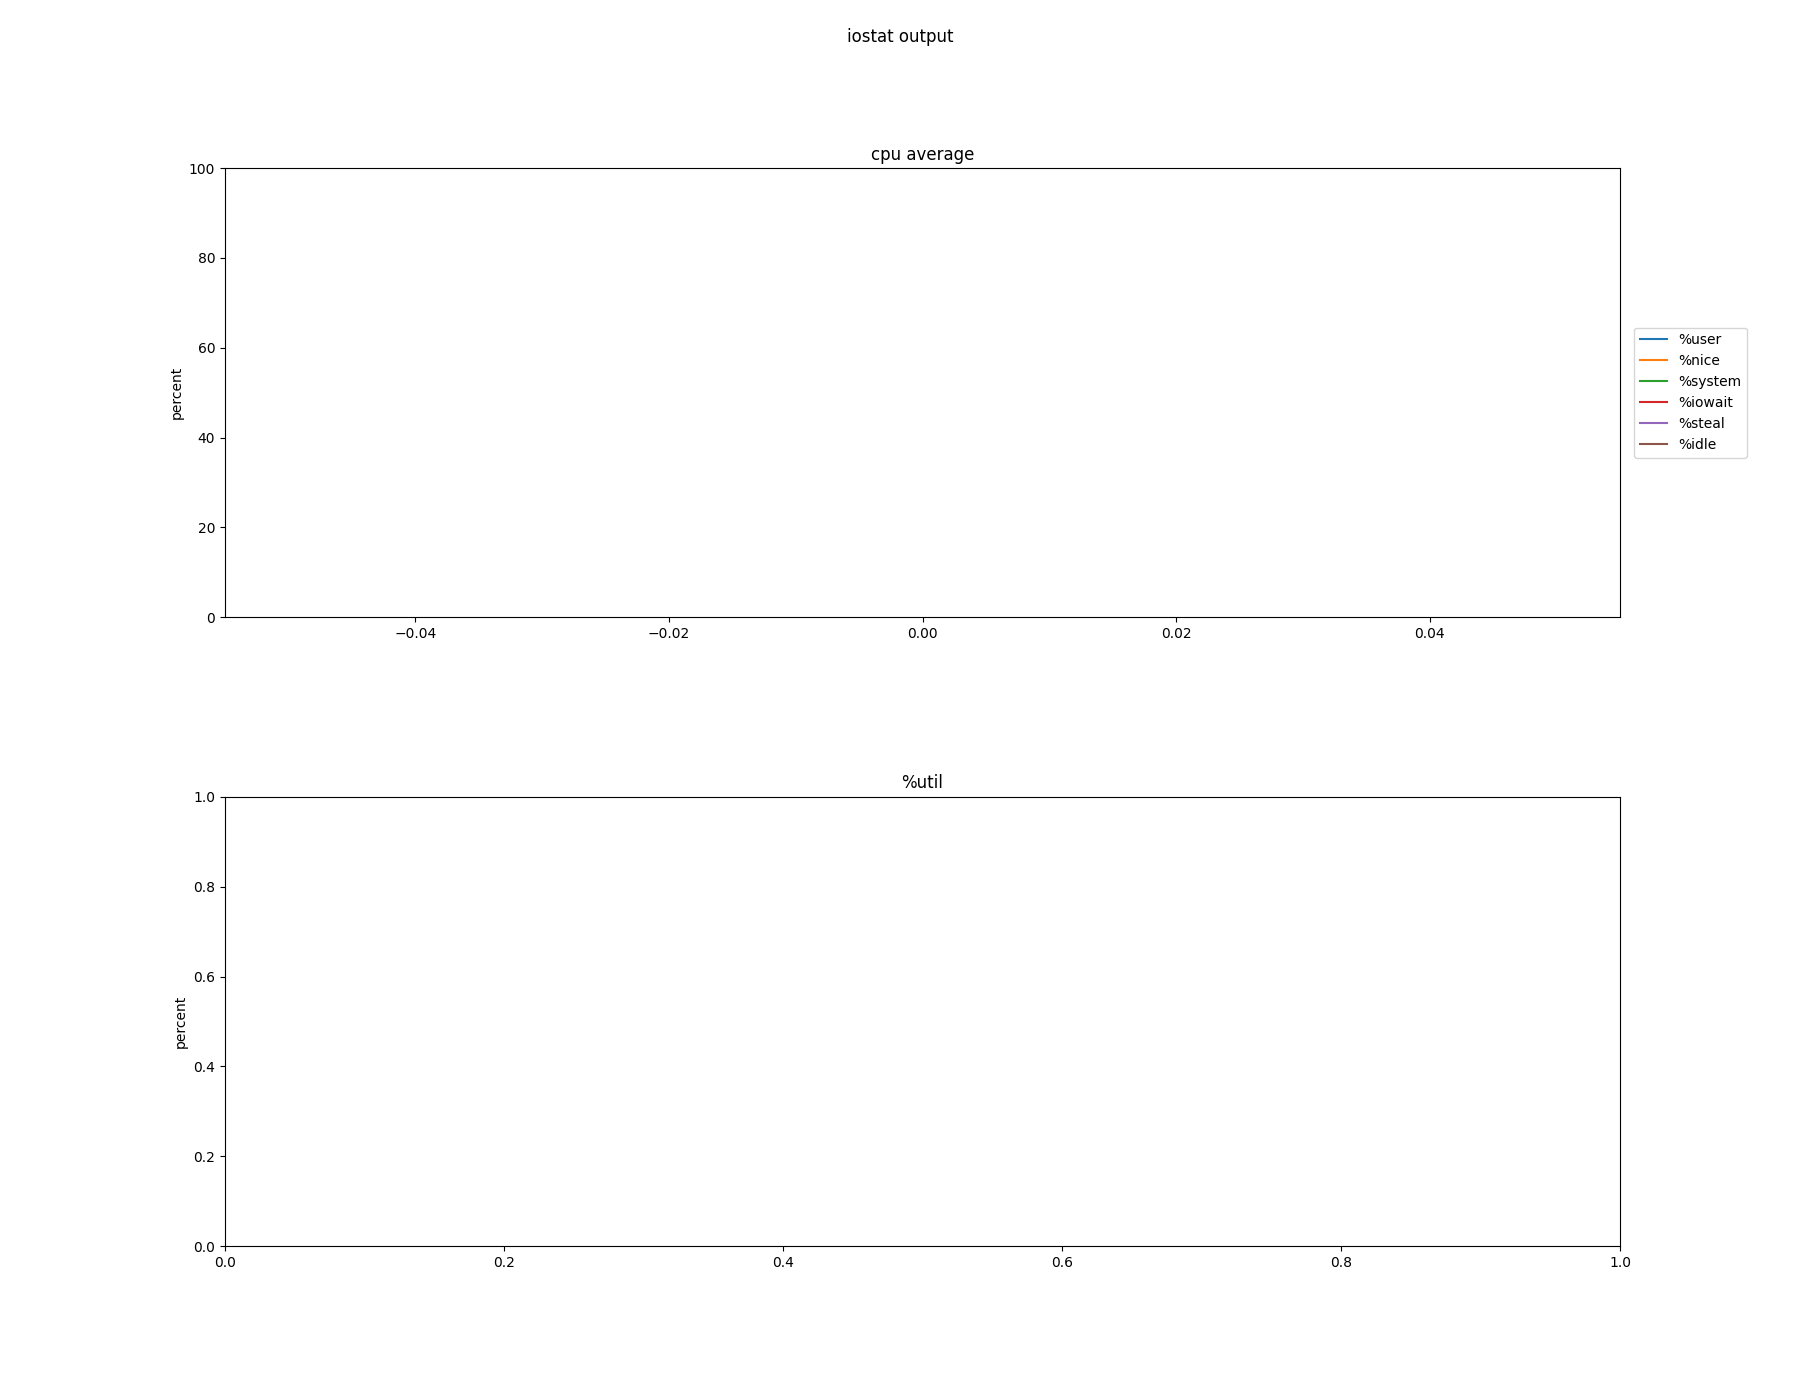 iostat output
cpu average
100
80
60
40
20
0
percent
−0.04
−0.02
0.00
0.02
0.04
%user
%nice
%system
%iowait
%steal
%idle
%util
1.0
0.8
0.6
0.4
0.2
0.0
percent
0.0
0.2
0.4
0.6
0.8
1.0